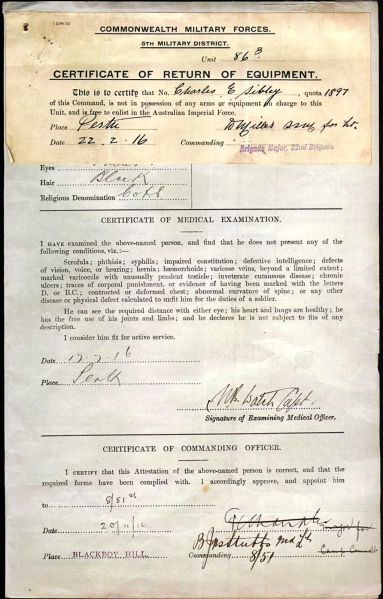 COMMONWEALTH MILITARY FORCES.
5TH MILITARY DISTRICT.
Unit 86 B
CERTIFICATE OF RETURN OF EQUIPMENT.
This is to certify that No. Charles E Sibley, quota 1897
of this Command, is not in possession of any arms or equipment on charge to this
Unit, and is free to enlist in the Australian Imperial Force.
Place Perth
Date 22.2.16 Commanding
Brigade Major, 22nd Brigade.
Eyes
Hair Black
Religious Denomination C of E
CERTIFICATE OF MEDICAL EXAMINATION.
I HAVE examined the above-named person, and find that he does not present any of the
following conditions, viz.:—
Scrofula; phthisis; syphilis; impaired constitution; defective intelligence; defects
of vision, voice, or hearing; hernia; hæmorrhoids; varicose veins, beyond a limited extent;
marked varicocele with unusually pendent testicle; inveterate cutaneous disease; chronic
ulcers; traces of corporal punishment, or evidence of having been marked with the letters
D. or B.C.; contracted or deformed chest; abnormal curvature of spine; or any other
disease or physical defect calculated to unfit him for the duties of a soldier.
He can see the required distance with either eye; his heart and lungs are healthy; he
has the free use of his joints and limbs; and he declares he is not subject to fits of any
description.
I consider him fit for active service.
Date 17.2.16
Place Perth
Capt.
Signature of Examining Medical Officer.
CERTIFICATE OF COMMANDING OFFICER.
I CERTIFY that this Attestation of the above-named person is correct, and that the
required forms have been complied with. I accordingly approve, and appoint him
to 8/51st
Date 20/11/16
Place BLACKBOY HILL. Commanding 8/51